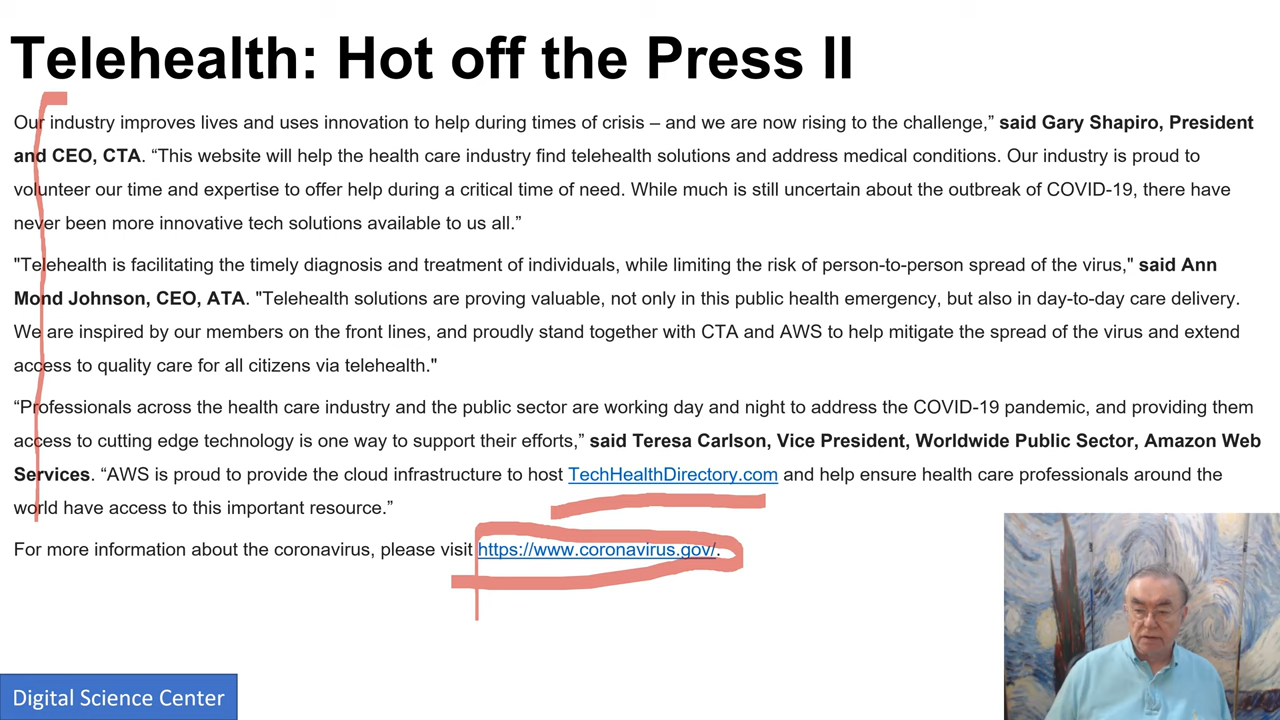 Telehealth: Hot off the Press II
Our industry improves lives and uses innovation to help during times of crisis – and we are now rising to the challenge,” said Gary Shapiro, President
and CEO, CTA. “This website will help the health care industry find telehealth solutions and address medical conditions. Our industry is proud to
volunteer our time and expertise to offer help during a critical time of need. While much is still uncertain about the outbreak of COVID-19, there have
never been more innovative tech solutions available to us all.”
"Telehealth is facilitating the timely diagnosis and treatment of individuals, while limiting the risk of person-to-person spread of the virus," said Ann
Mond Johnson, CEO, ATA. "Telehealth solutions are proving valuable, not only in this public health emergency, but also in day-to-day care delivery.
We are inspired by our members on the front lines, and proudly stand together with CTA and AWS to help mitigate the spread of the virus and extend
access to quality care for all citizens via telehealth."
“Professionals across the health care industry and the public sector are working day and night to address the COVID-19 pandemic, and providing them
access to cutting edge technology is one way to support their efforts,” said Teresa Carlson, Vice President, Worldwide Public Sector, Amazon Web
Services. “AWS is proud to provide the cloud infrastructure to host TechHealthDirectory.com and help ensure health care professionals around the
world have access to this important resource.”
For more information about the coronavirus, please visit https://www.coronavirus.gov/.
Digital Science Center